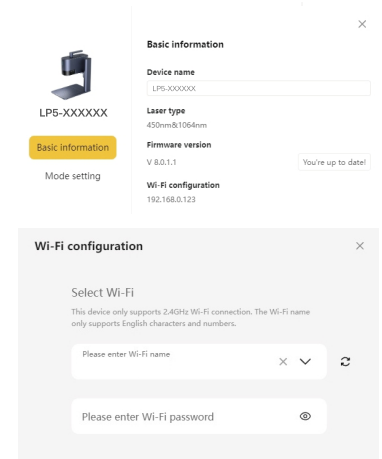 Basic information
Device name
LP5-XXXXXX
LP5-XXXXXX
Laser type
450nm&1064nm
Basic information
Firmware version
V 8.0.1.1
You're up to date!
Mode setting
Wi-Fi configuration
192.168.0.123
Wi-Fi configuration
Select Wi-Fi
This device only supports 2.4GHz Wi-Fi connection. The Wi-Fi name
only supports English characters and numbers.
Please enter Wi-Fi name
Please enter Wi-Fi password